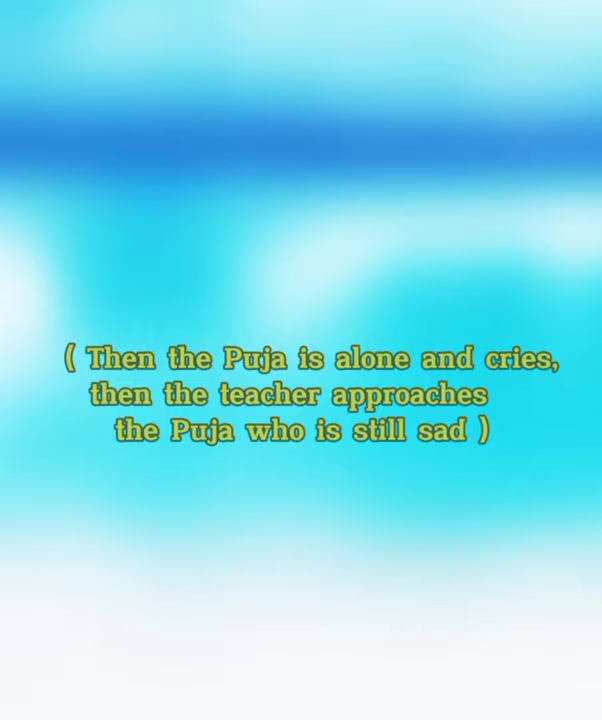 ( Then the Puja is alone and cries,
then the teacher approaches
the Puja who is still sad )